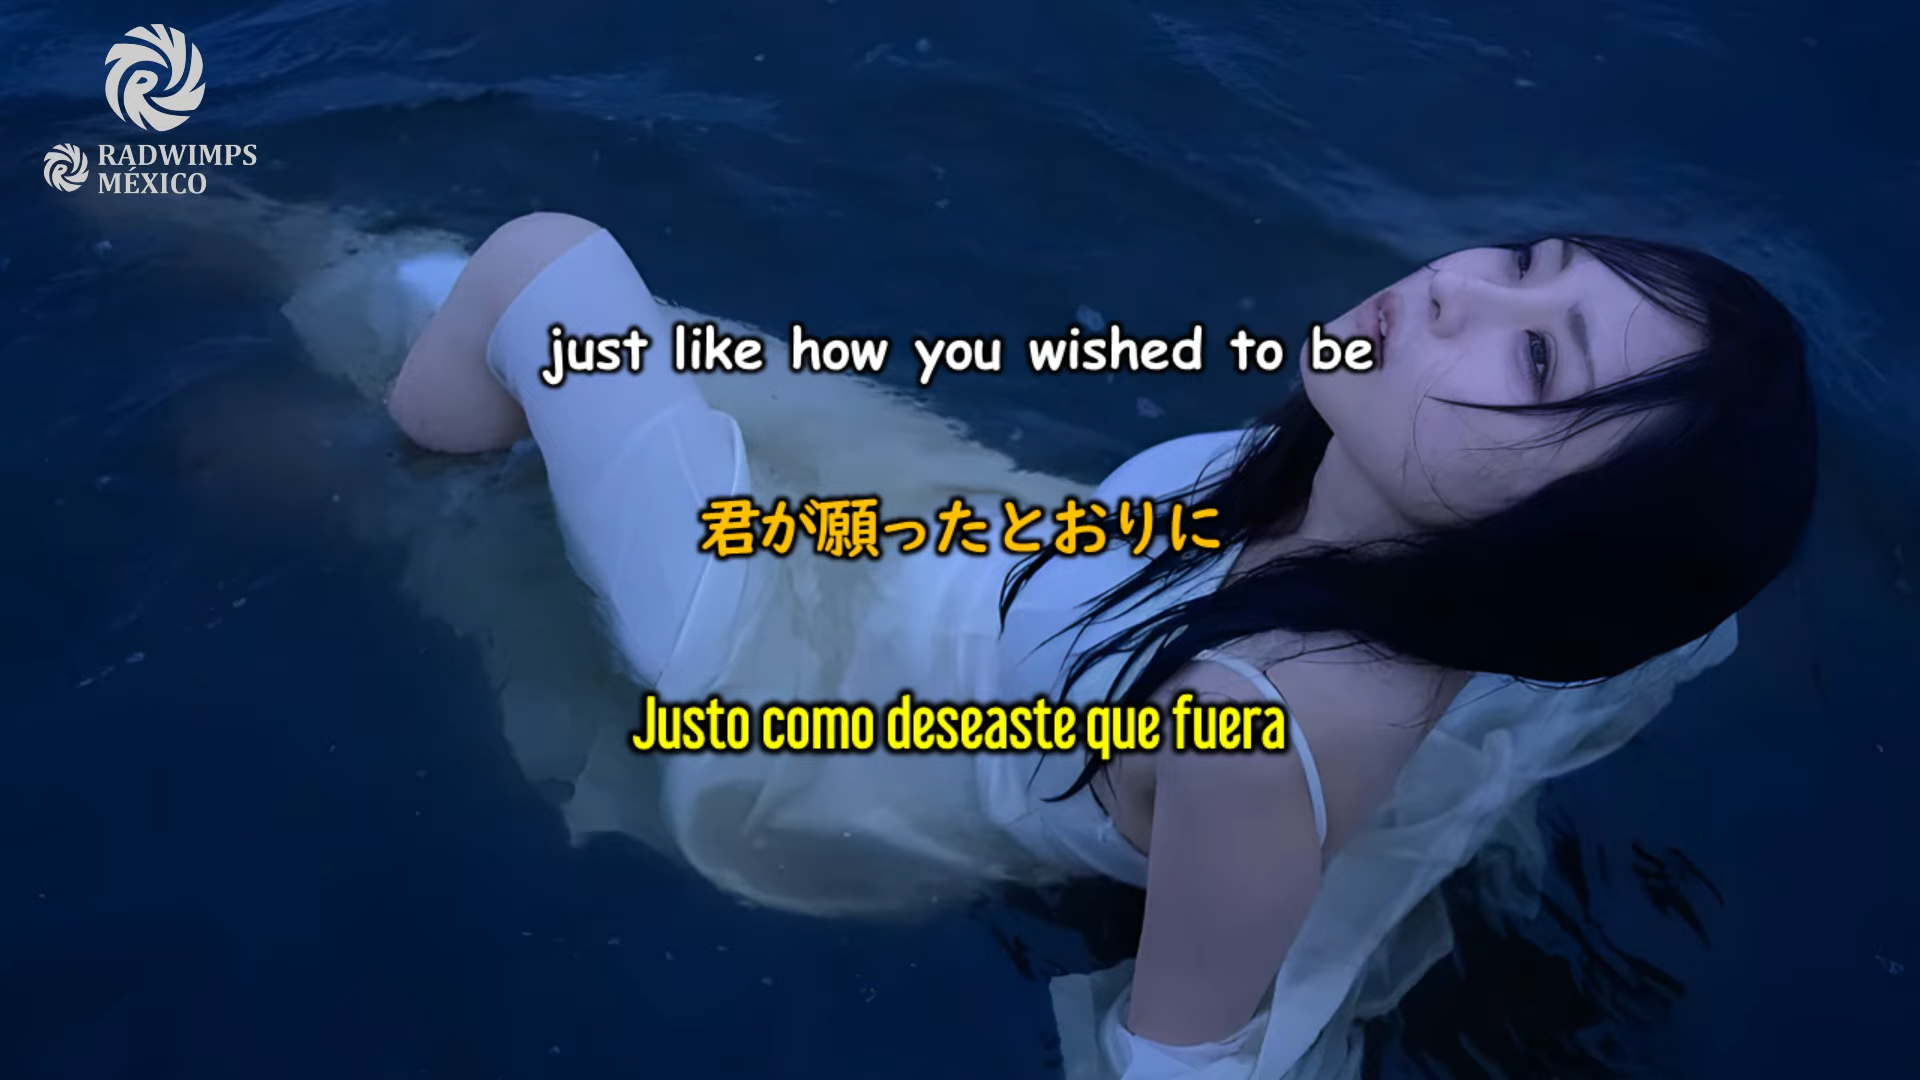 RADWIMPS
MÉXICO
just like how you wished to be
君が願ったとおりに
Justo como deseaste que fuera